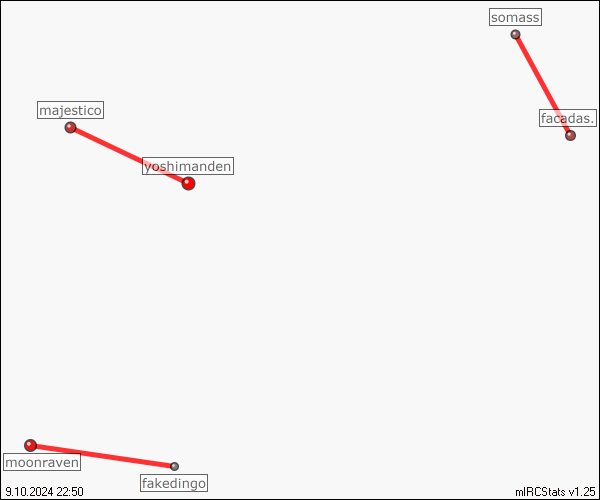 somass
majestico
facadas.
yoshimanden
moonraven
fakedingo
9.10.2024 22:50
mIRCStats v1.25